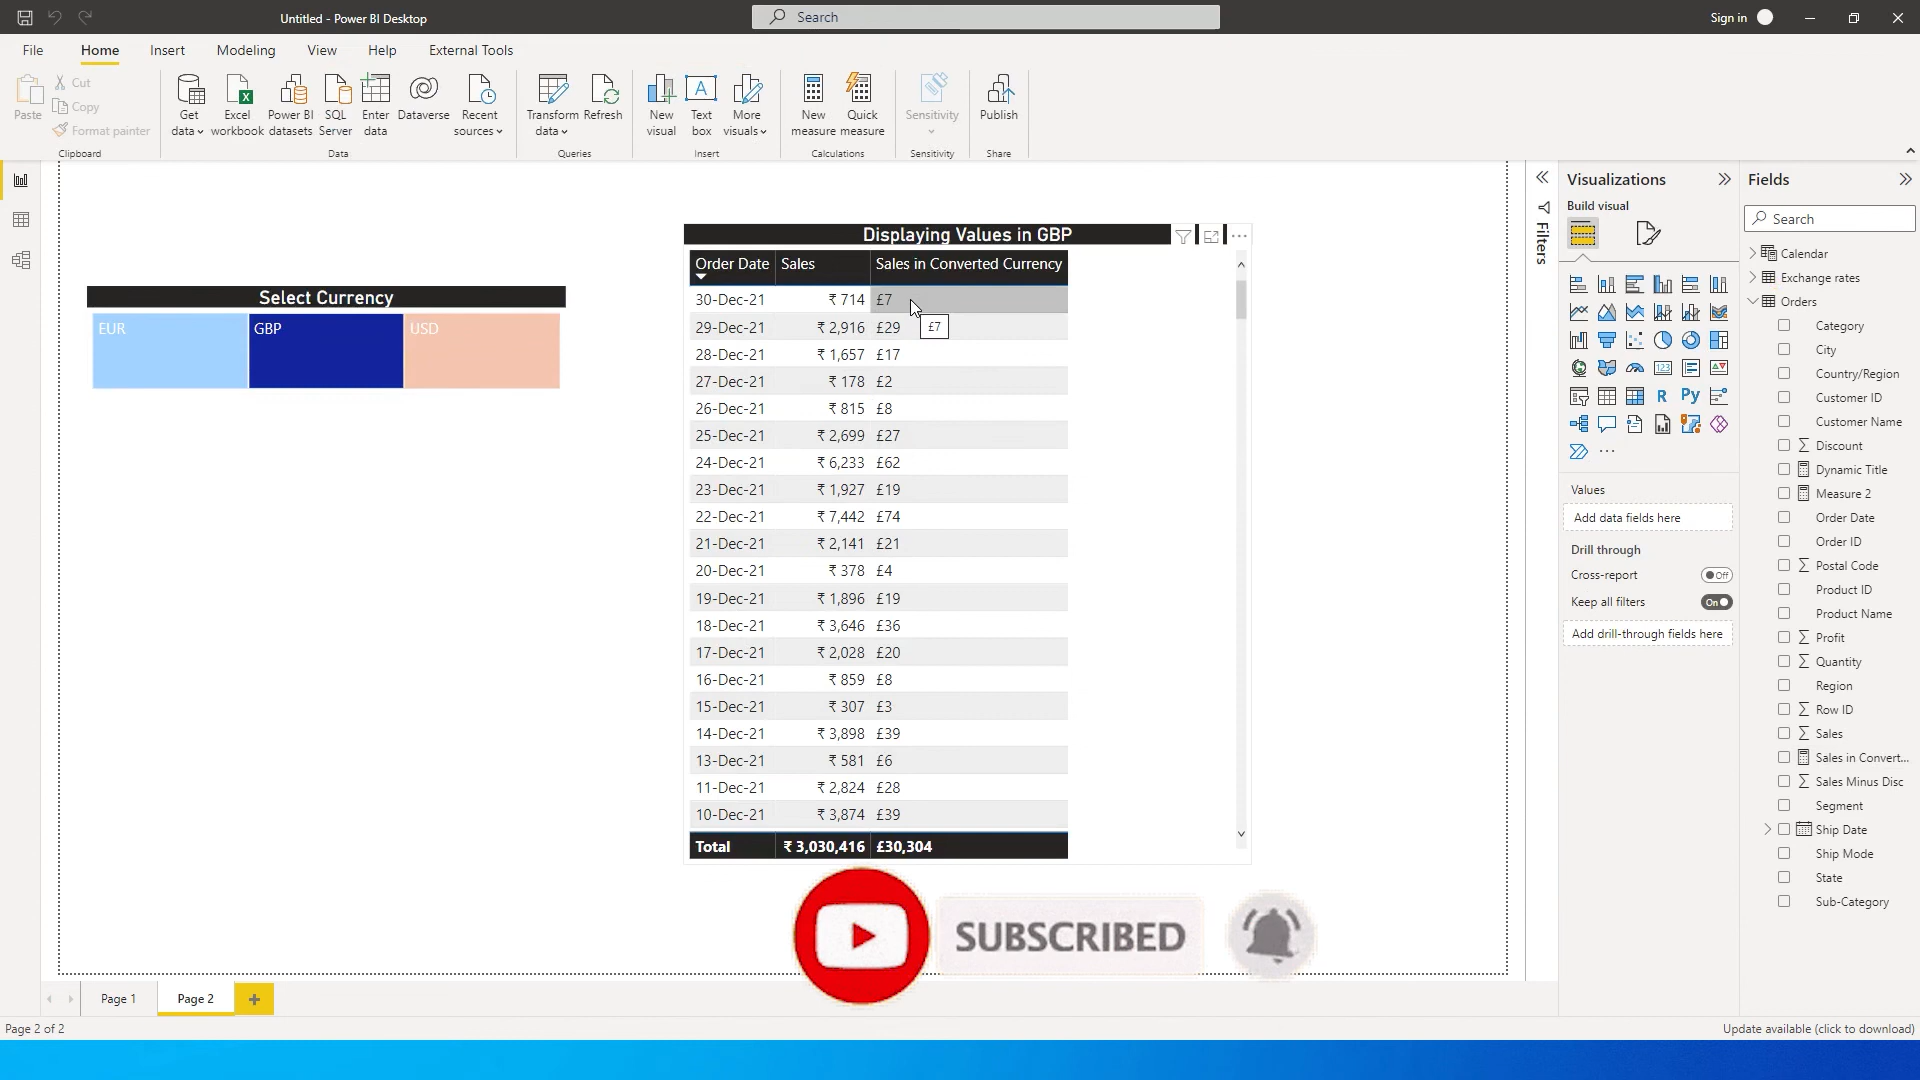 Untitled - Power BI Desktop
Search
Sign in
File
Home
Insert
Modeling
View
Help
External Tools
Paste
Cut
Copy
Format painter
Clipboard
Get data
Excel workbook
Power BI datasets
SQL Server
Enter data
Dataverse
Recent sources
Data
Transform data
Refresh
Queries
New visual
Text box
More visuals
Insert
New measure
Quick measure
Calculations
Sensitivity
Sensitivity
Publish
Share
Select Currency
EUR
GBP
USD
Displaying Values in GBP
Order Date Sales Sales in Converted Currency
30-Dec-21 ₹ 714 £7
£7
29-Dec-21 ₹ 2,916 £29
28-Dec-21 ₹ 1,657 £17
27-Dec-21 ₹ 178 £2
26-Dec-21 ₹ 815 £8
25-Dec-21 ₹ 2,699 £27
24-Dec-21 ₹ 6,233 £62
23-Dec-21 ₹ 1,927 £19
22-Dec-21 ₹ 7,442 £74
21-Dec-21 ₹ 2,141 £21
20-Dec-21 ₹ 378 £4
19-Dec-21 ₹ 1,896 £19
18-Dec-21 ₹ 3,646 £36
17-Dec-21 ₹ 2,028 £20
16-Dec-21 ₹ 859 £8
15-Dec-21 ₹ 307 £3
14-Dec-21 ₹ 3,898 £39
13-Dec-21 ₹ 581 £6
11-Dec-21 ₹ 2,824 £28
10-Dec-21 ₹ 3,874 £39
Total ₹ 3,030,416 £30,304
SUBSCRIBED
Filters
Visualizations
Build visual
123
R
Py
Values
Add data fields here
Drill through
Cross-report
Off
Keep all filters
On
Add drill-through fields here
Fields
Search
Calendar
Exchange rates
Orders
Category
City
Country/Region
Customer ID
Customer Name
Discount
Dynamic Title
Measure 2
Order Date
Order ID
Postal Code
Product ID
Product Name
Profit
Quantity
Region
Row ID
Sales
Sales in Convert...
Sales Minus Disc
Segment
Ship Date
Ship Mode
State
Sub-Category
Page 1
Page 2
Page 2 of 2
Update available (click to download)